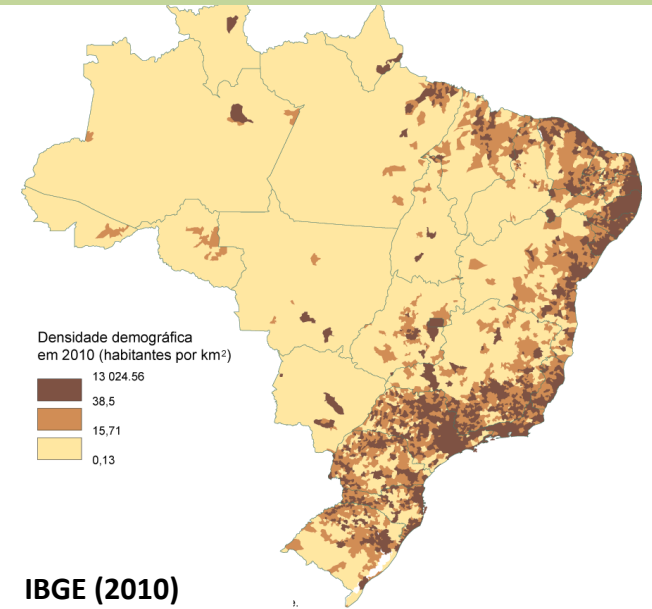 Densidade demográfica
em 2010 (habitantes por km²)
13 024.56
38,5
15,71
0,13
IBGE (2010)
e.